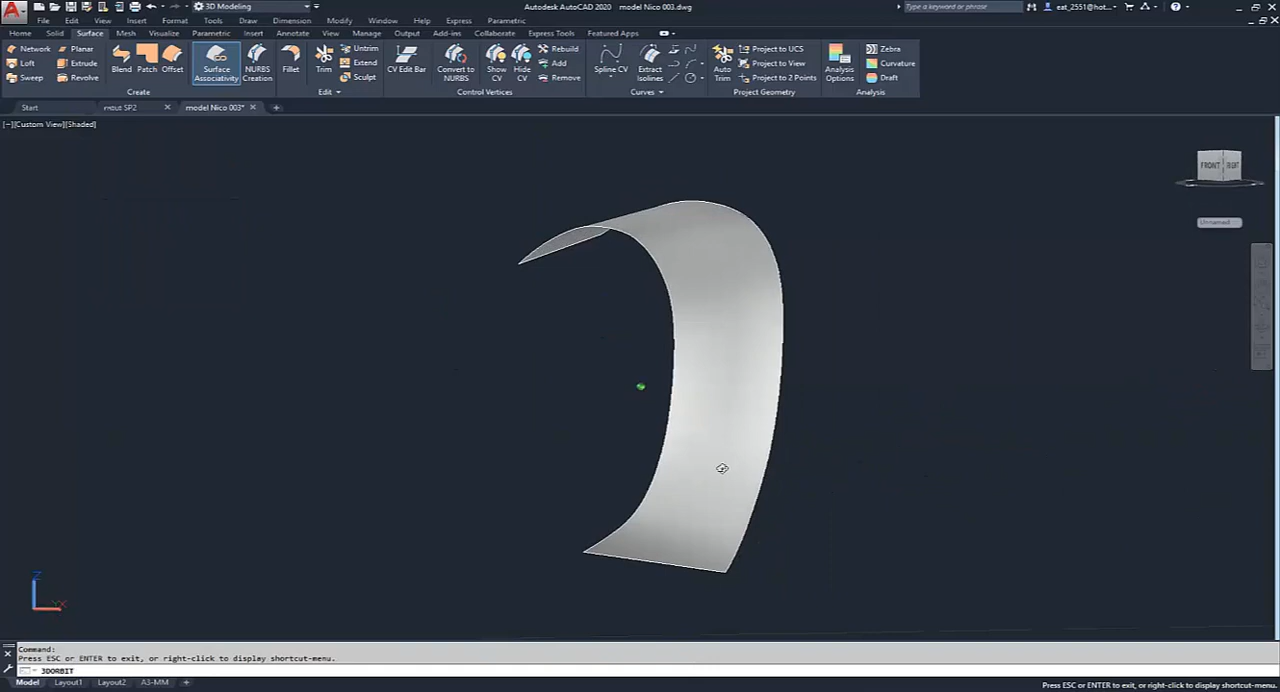 3D Modeling
Autodesk AutoCAD 2020 model Nico 003.dwg
Type a keyword or phrase
eat_2551@hot...
File Edit View Insert Format Tools Draw Dimension Modify Window Help Express Parametric
Home Solid Surface Mesh Visualize Parametric Insert Annotate View Manage Output Add-ins Collaborate Express Tools Featured Apps
Network Planar
Loft Extrude
Sweep Revolve
Blend Patch Offset
Surface
Associativity
NURBS
Creation
Fillet
Trim
Untrim
Extend
Sculpt
CV Edit Bar
Convert to
NURBS
Show
CV
Hide
CV
Rebuild
Add
Remove
Spline CV
Extract
Isolines
Auto
Trim
Project to UCS
Project to View
Project to 2 Points
Analysis
Options
Zebra
Curvature
Draft
Create Edit Control Vertices Curves Project Geometry Analysis
Start
model Nico 003*
[−][Custom View][Shaded]
FRONT
RIGHT
Unnamed
Z
X
Command:
Press ESC or ENTER to exit, or right-click to display shortcut-menu.
3DORBIT
Model Layout1 Layout2 A3-MM
Press ESC or ENTER to exit, or right-click to display shortcut-menu.